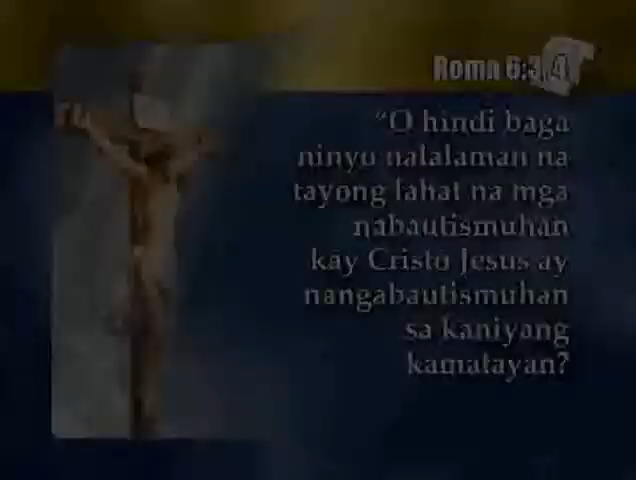 Roma 6:3,4
“O hindi baga
ninyo nalalaman na
tayong lahat na mga
nabautismuhan
kay Cristo Jesus ay
nangabautismuhan
sa kaniyang
kamatayan?